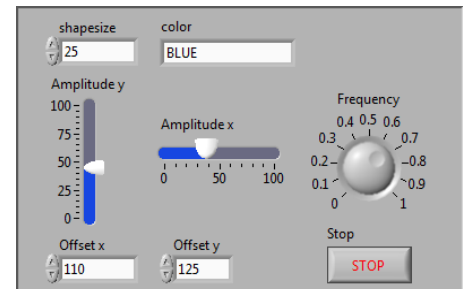 shapesize color
25 BLUE
Amplitude y
100
75
50
25
0
Amplitude x
0 50 100
Frequency
0.4 0.5 0.6
0.3 0.7
0.2 0.8
0.1 0.9
0 1
Offset x Offset y
110 125
Stop
STOP